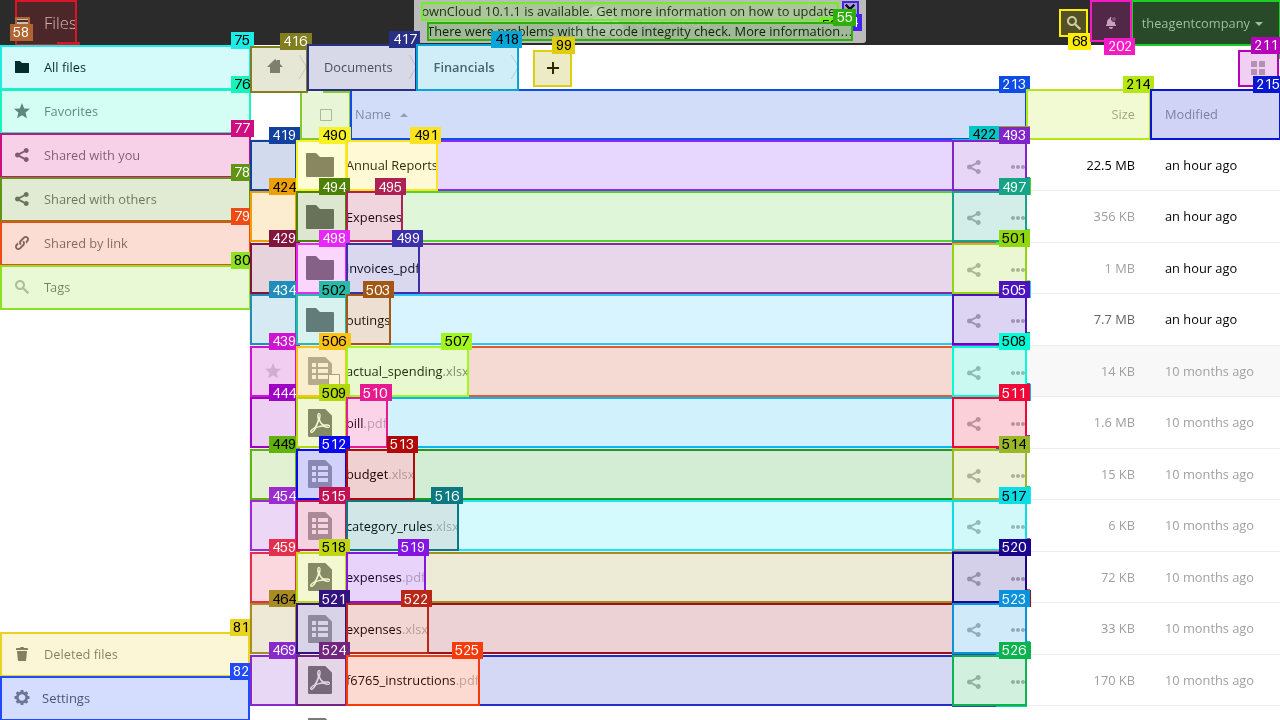 Files
ownCloud 10.1.1 is available. Get more information on how to update
There were problems with the code integrity check. More information…
theagentcompany
58
55
68
202
211
75
416
417
418
99
All files
Documents
Financials
+
76
213
214
215
Favorites
Name
Size
Modified
77
419
490
491
422
493
Shared with you
Annual Reports
22.5 MB
an hour ago
78
424
494
495
497
Shared with others
Expenses
356 KB
an hour ago
79
429
498
499
501
Shared by link
invoices_pdf
1 MB
an hour ago
80
434
502
503
505
Tags
outings
7.7 MB
an hour ago
439
506
507
508
actual_spending.xlsx
14 KB
10 months ago
444
509
510
511
bill.pdf
1.6 MB
10 months ago
449
512
513
514
budget.xlsx
15 KB
10 months ago
454
515
516
517
category_rules.xlsx
6 KB
10 months ago
459
518
519
520
expenses.pdf
72 KB
10 months ago
464
521
522
523
expenses.xlsx
33 KB
10 months ago
81
Deleted files
469
524
525
526
82
f6765_instructions.pdf
170 KB
10 months ago
Settings